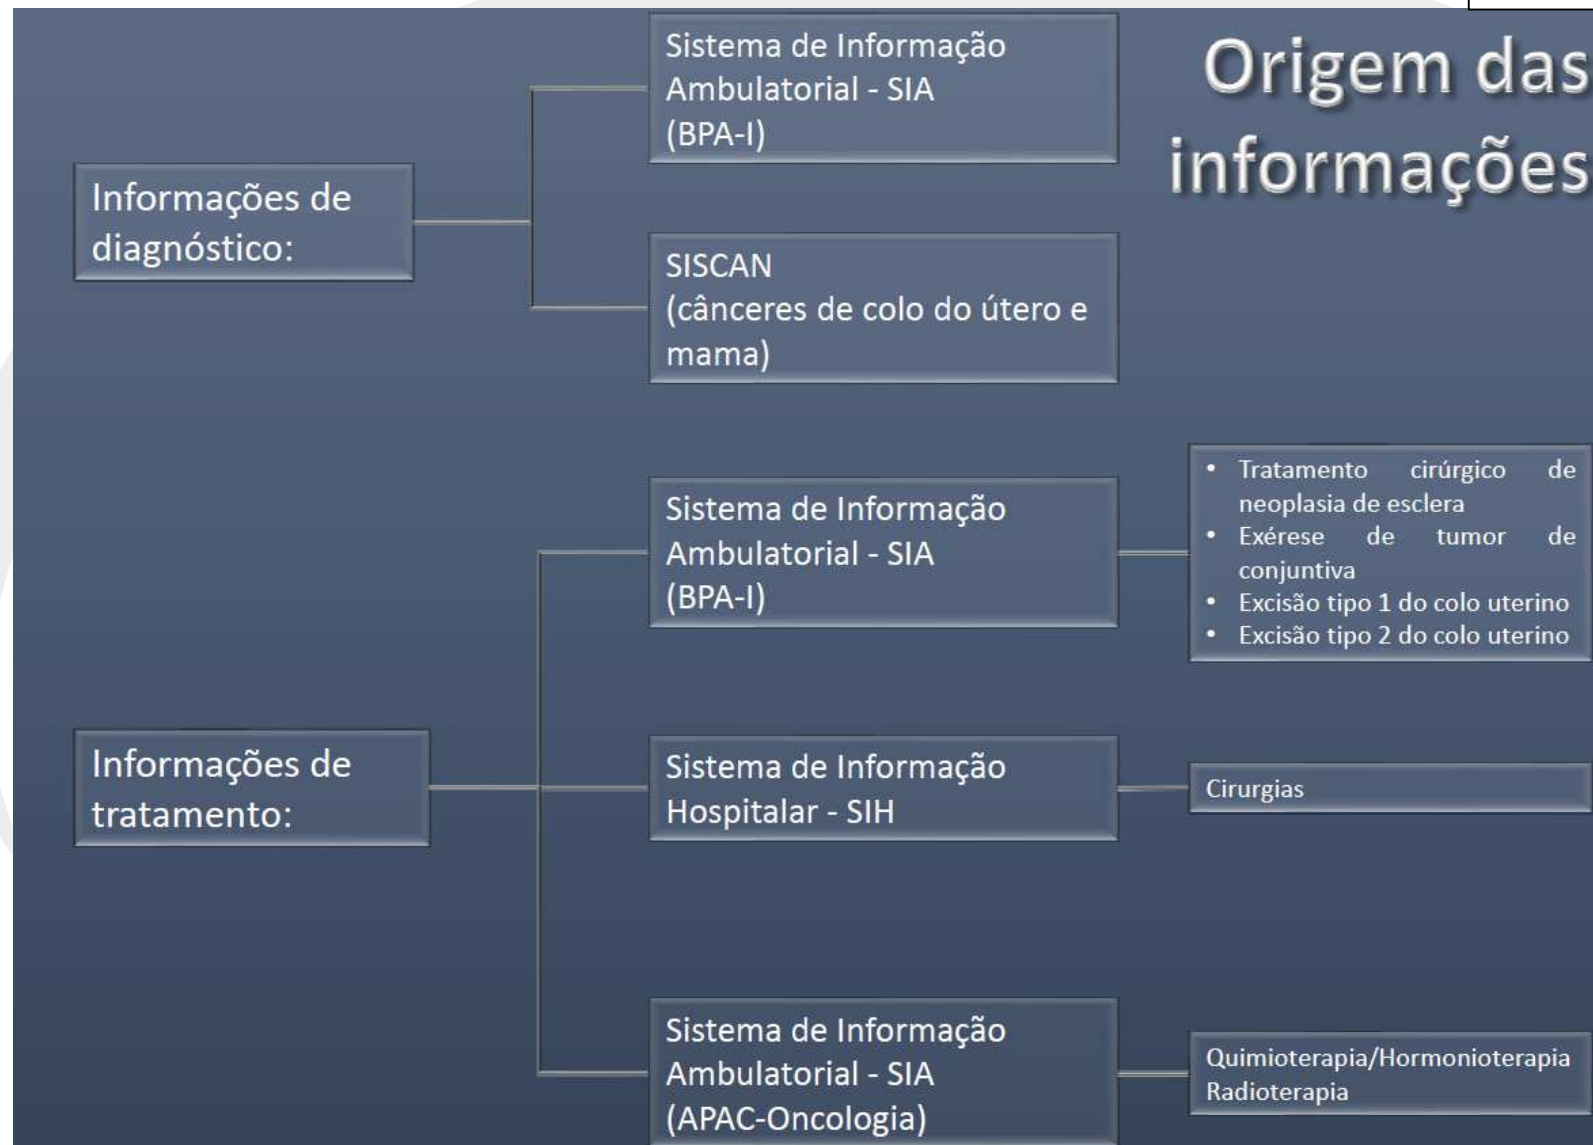 Origem das
informações
Informações de
diagnóstico:
Sistema de Informação
Ambulatorial - SIA
(BPA-I)
SISCAN
(cânceres de colo do útero e
mama)
Informações de
tratamento:
Sistema de Informação
Ambulatorial - SIA
(BPA-I)
• Tratamento cirúrgico de
neoplasia de esclera
• Exérese de tumor de
conjuntiva
• Excisão tipo 1 do colo uterino
• Excisão tipo 2 do colo uterino
Sistema de Informação
Hospitalar - SIH
Cirurgias
Sistema de Informação
Ambulatorial - SIA
(APAC-Oncologia)
Quimioterapia/Hormonioterapia
Radioterapia